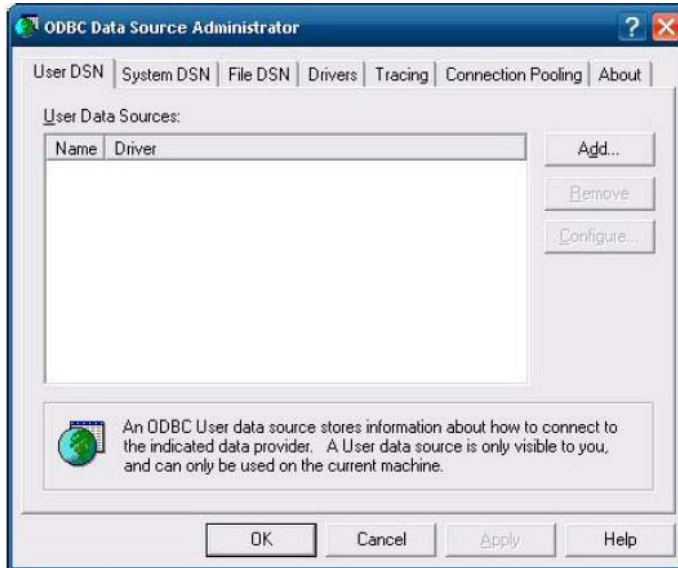 ODBC Data Source Administrator
User DSN System DSN File DSN Drivers Tracing Connection Pooling About
User Data Sources:
Name Driver
Add...
Remove
Configure...
An ODBC User data source stores information about how to connect to
the indicated data provider. A User data source is only visible to you,
and can only be used on the current machine.
OK Cancel Apply Help